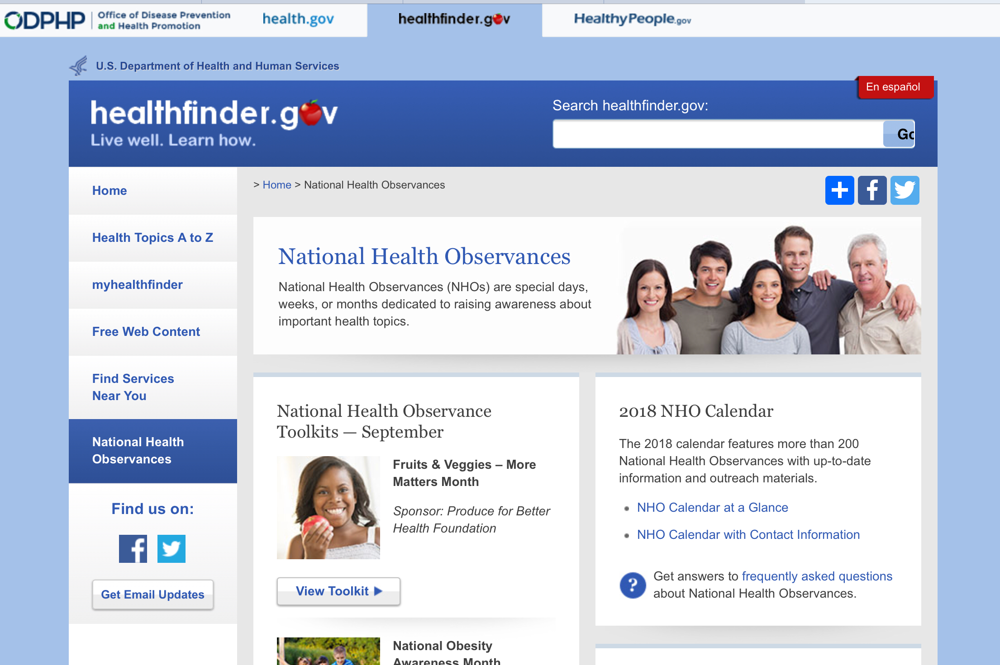 ODPHP
Office of Disease Prevention
and Health Promotion
health.gov
healthfinder.gov
HealthyPeople.gov
U.S. Department of Health and Human Services
En español
healthfinder.gov
Live well. Learn how.
Search healthfinder.gov:
Go
Home
Health Topics A to Z
myhealthfinder
Free Web Content
Find Services
Near You
National Health
Observances
Find us on:
Get Email Updates
> Home > National Health Observances
National Health Observances
National Health Observances (NHOs) are special days,
weeks, or months dedicated to raising awareness about
important health topics.
National Health Observance
Toolkits — September
Fruits & Veggies – More
Matters Month
Sponsor: Produce for Better
Health Foundation
View Toolkit
National Obesity
Awareness Month
2018 NHO Calendar
The 2018 calendar features more than 200
National Health Observances with up-to-date
information and outreach materials.
NHO Calendar at a Glance
NHO Calendar with Contact Information
?
Get answers to frequently asked questions
about National Health Observances.